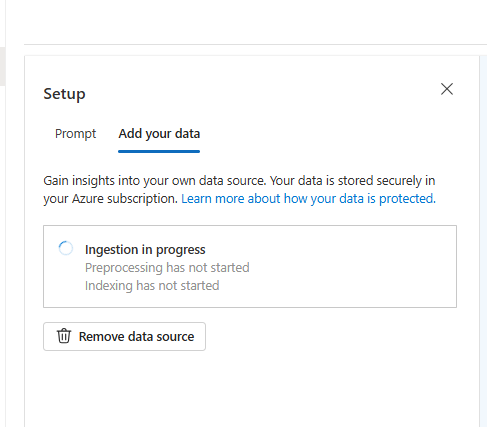 Setup
Prompt
Add your data
Gain insights into your own data source. Your data is stored securely in
your Azure subscription. Learn more about how your data is protected.
Ingestion in progress
Preprocessing has not started
Indexing has not started
Remove data source